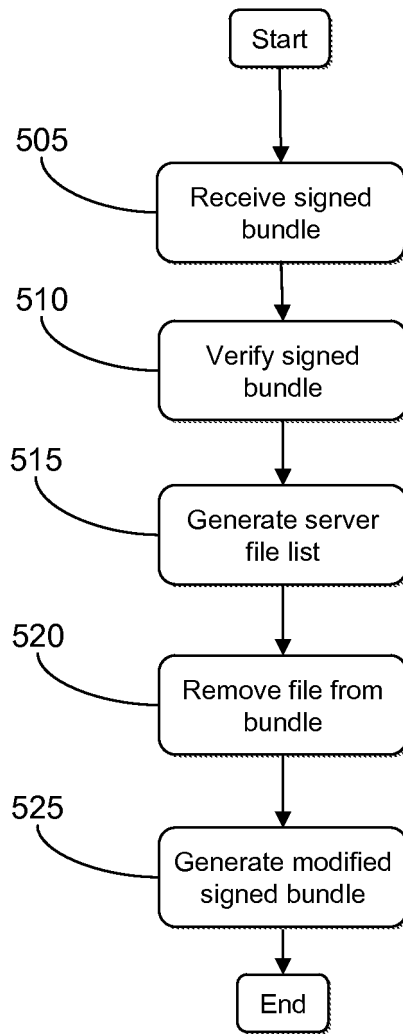 Start
505
Receive signed
bundle
510
Verify signed
bundle
515
Generate server
file list
520
Remove file from
bundle
525
Generate modified
signed bundle
End